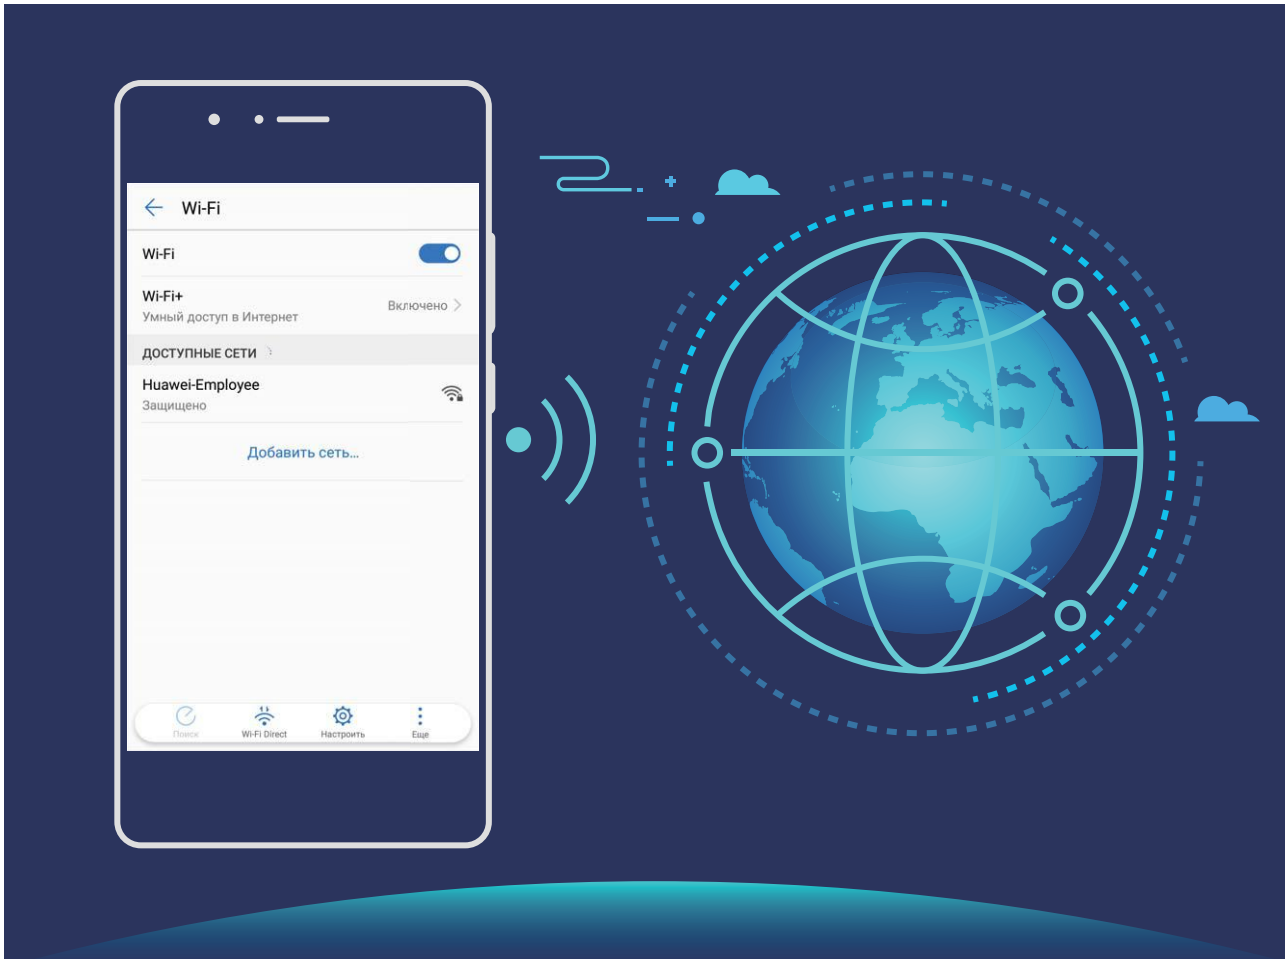 Wi-Fi
Wi-Fi
Wi-Fi+
Умный доступ в Интернет
Включено
ДОСТУПНЫЕ СЕТИ
Huawei-Employee
Защищено
Добавить сеть...
Поиск
Wi-Fi Direct
Настроить
Еще